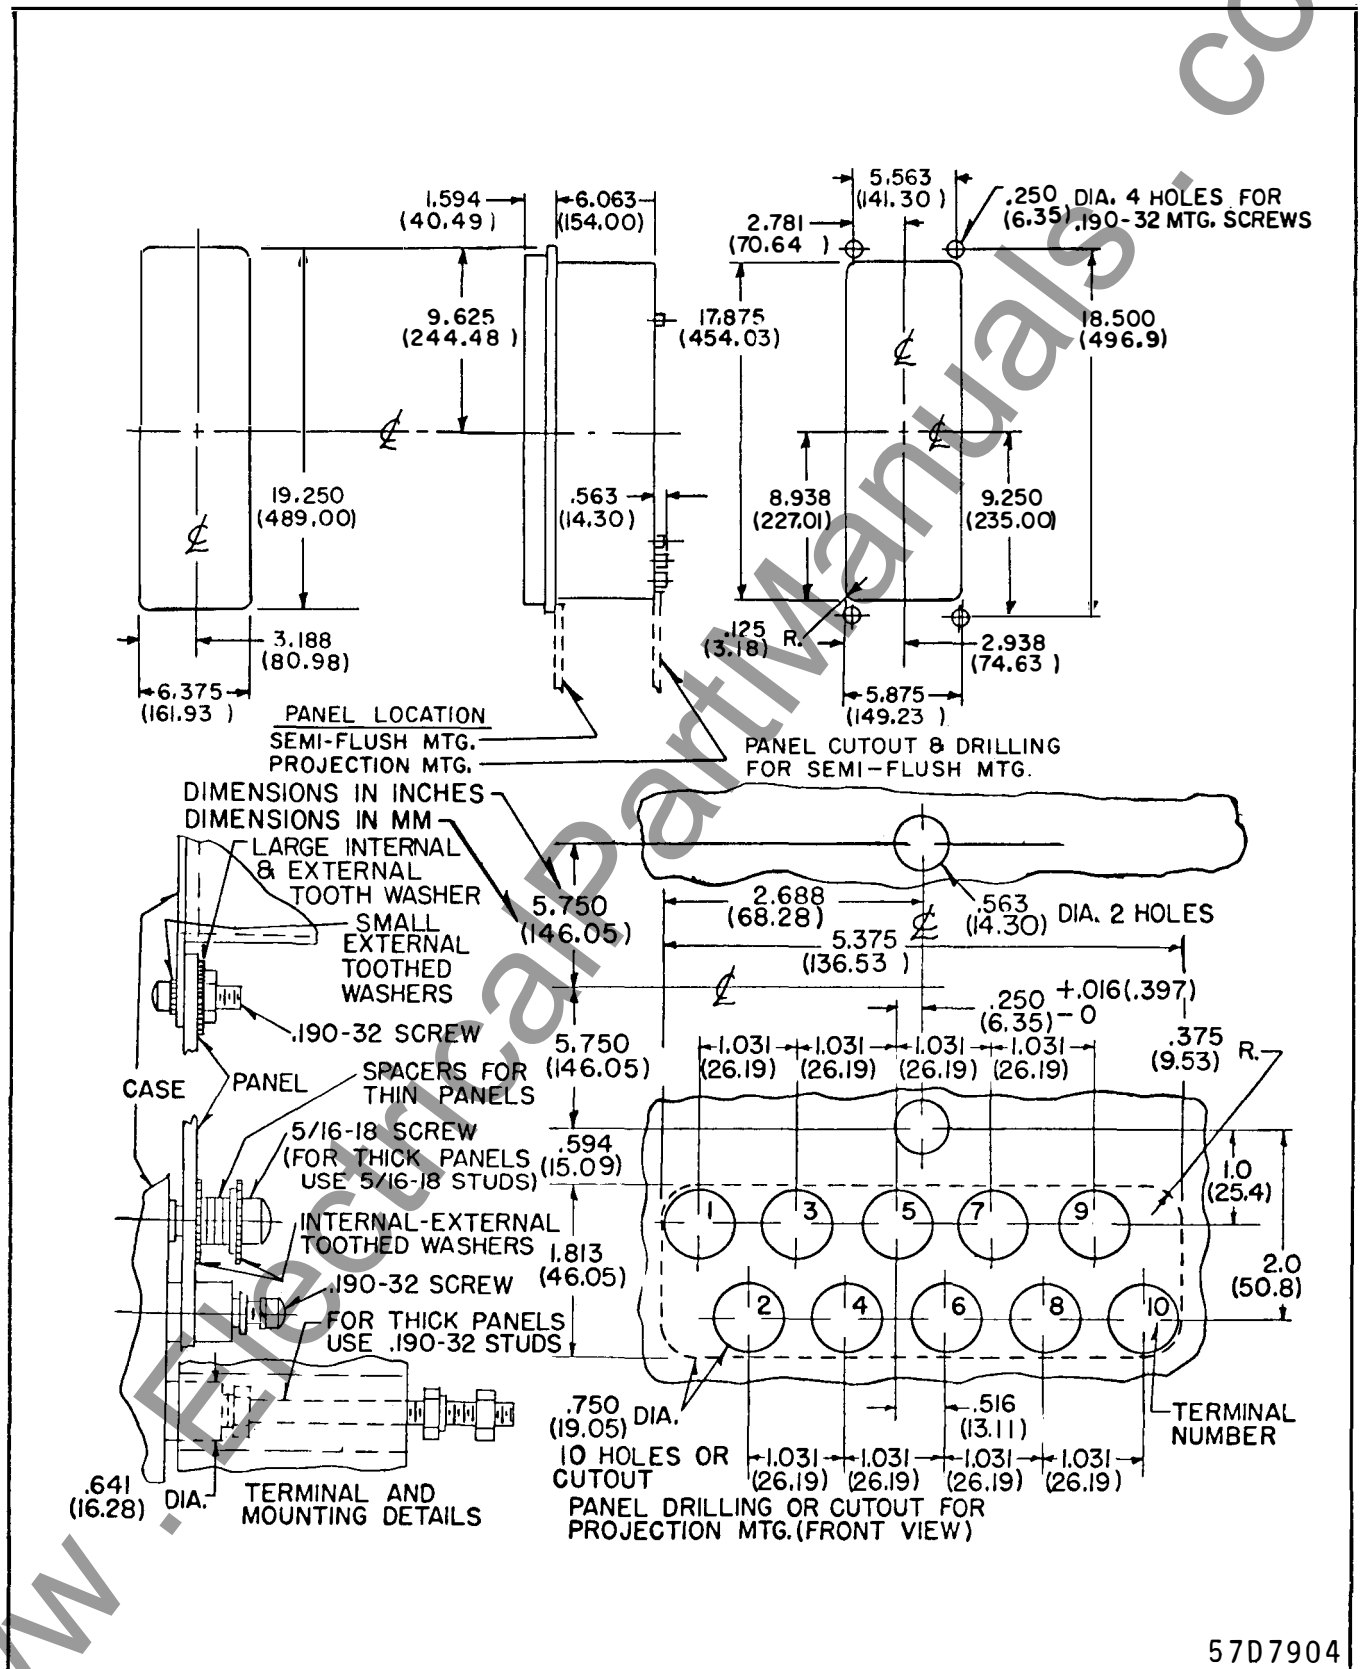 1.594
(40.49)
6.063
(154.00)
5.563
(141.30)
2.781
(70.64 )
.250 DIA. 4 HOLES FOR
(6.35) .190-32 MTG. SCREWS
9.625
(244.48 )
17.875
(454.03)
18.500
(496.9)
℄
℄
℄
19.250
(489.00)
.563
(14.30)
8.938
(227.01)
9.250
(235.00)
℄
3.188
(80.98)
.125 R.
(3.18)
2.938
(74.63 )
6.375
(161.93 )
5.875
(149.23 )
PANEL LOCATION
SEMI-FLUSH MTG.
PROJECTION MTG.
PANEL CUTOUT & DRILLING
FOR SEMI-FLUSH MTG.
DIMENSIONS IN INCHES
DIMENSIONS IN MM
LARGE INTERNAL
& EXTERNAL
TOOTH WASHER
SMALL
EXTERNAL
TOOTHED
WASHERS
.190-32 SCREW
CASE
PANEL
SPACERS FOR
THIN PANELS
5/16-18 SCREW
(FOR THICK PANELS
USE 5/16-18 STUDS)
INTERNAL-EXTERNAL
TOOTHED WASHERS
.190-32 SCREW
FOR THICK PANELS
USE .190-32 STUDS
.641 DIA.
(16.28)
TERMINAL AND
MOUNTING DETAILS
5.750
(146.05)
2.688
(68.28)
℄
.563 DIA. 2 HOLES
(14.30)
5.375
(136.53 )
℄
.250 +.016(.397)
(6.35) -0
5.750
(146.05)
1.031 1.031 1.031 1.031
(26.19) (26.19) (26.19) (26.19)
.375 R.
(9.53)
.594
(15.09)
1.0
(25.4)
1 3 5 7 9
1.813
(46.05)
2.0
(50.8)
2 4 6 8 10
.750 DIA.
(19.05)
10 HOLES OR
CUTOUT
.516
(13.11)
TERMINAL
NUMBER
1.031 1.031 1.031 1.031
(26.19) (26.19) (26.19) (26.19)
PANEL DRILLING OR CUTOUT FOR
PROJECTION MTG.(FRONT VIEW)
57D7904
w . ElectricalPartManuals . co